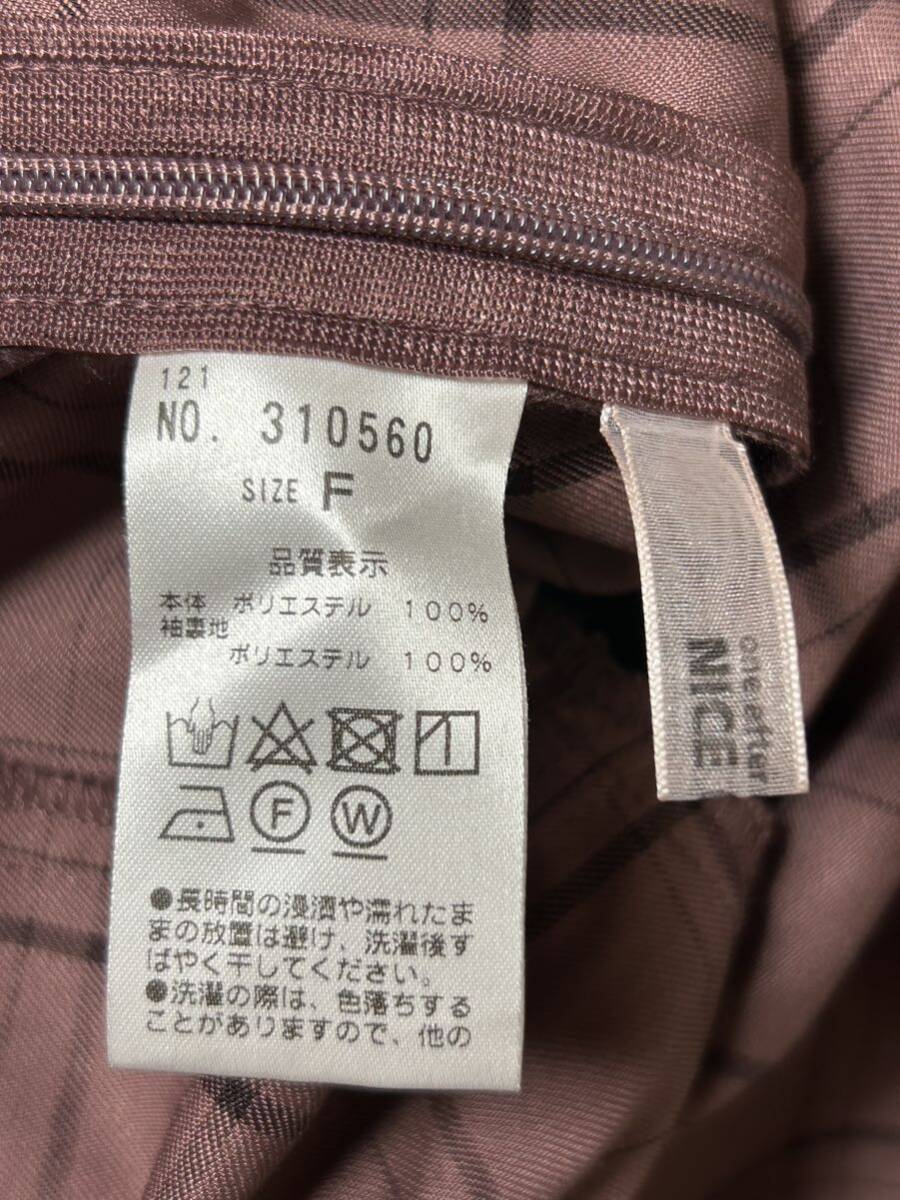 121
NO. 310560
SIZE F
品質表示
本体 ポリエステル 100%
袖裏地
ポリエステル 100%
F W
●長時間の浸漬や濡れたま
まの放置は避け、洗濯後す
ばやく干してください。
●洗濯の際は、色落ちする
ことがありますので、他の
one after
NICE